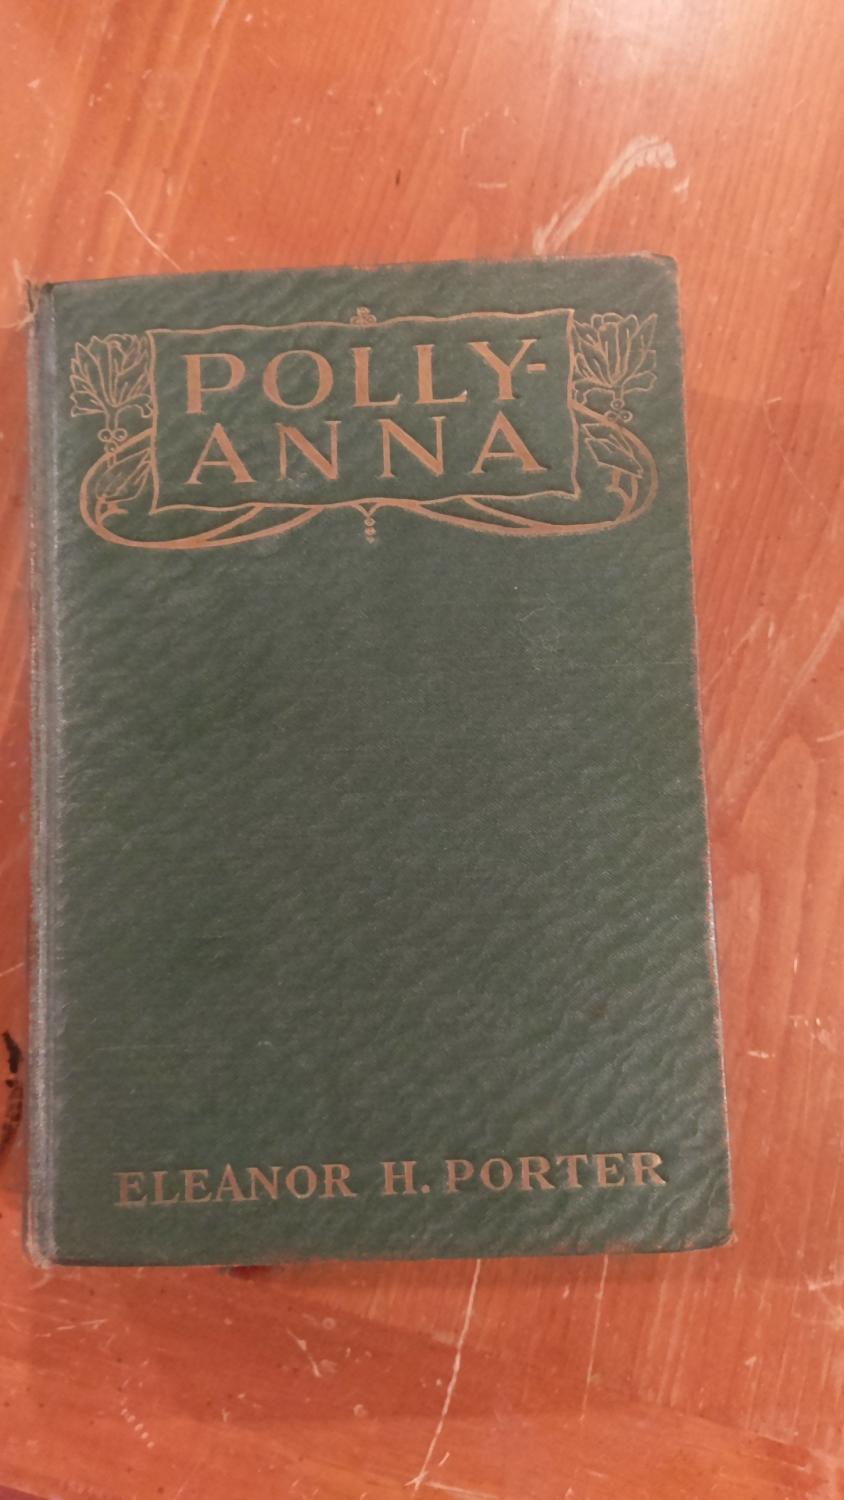 POLLY-
ANNA
ELEANOR H. PORTER